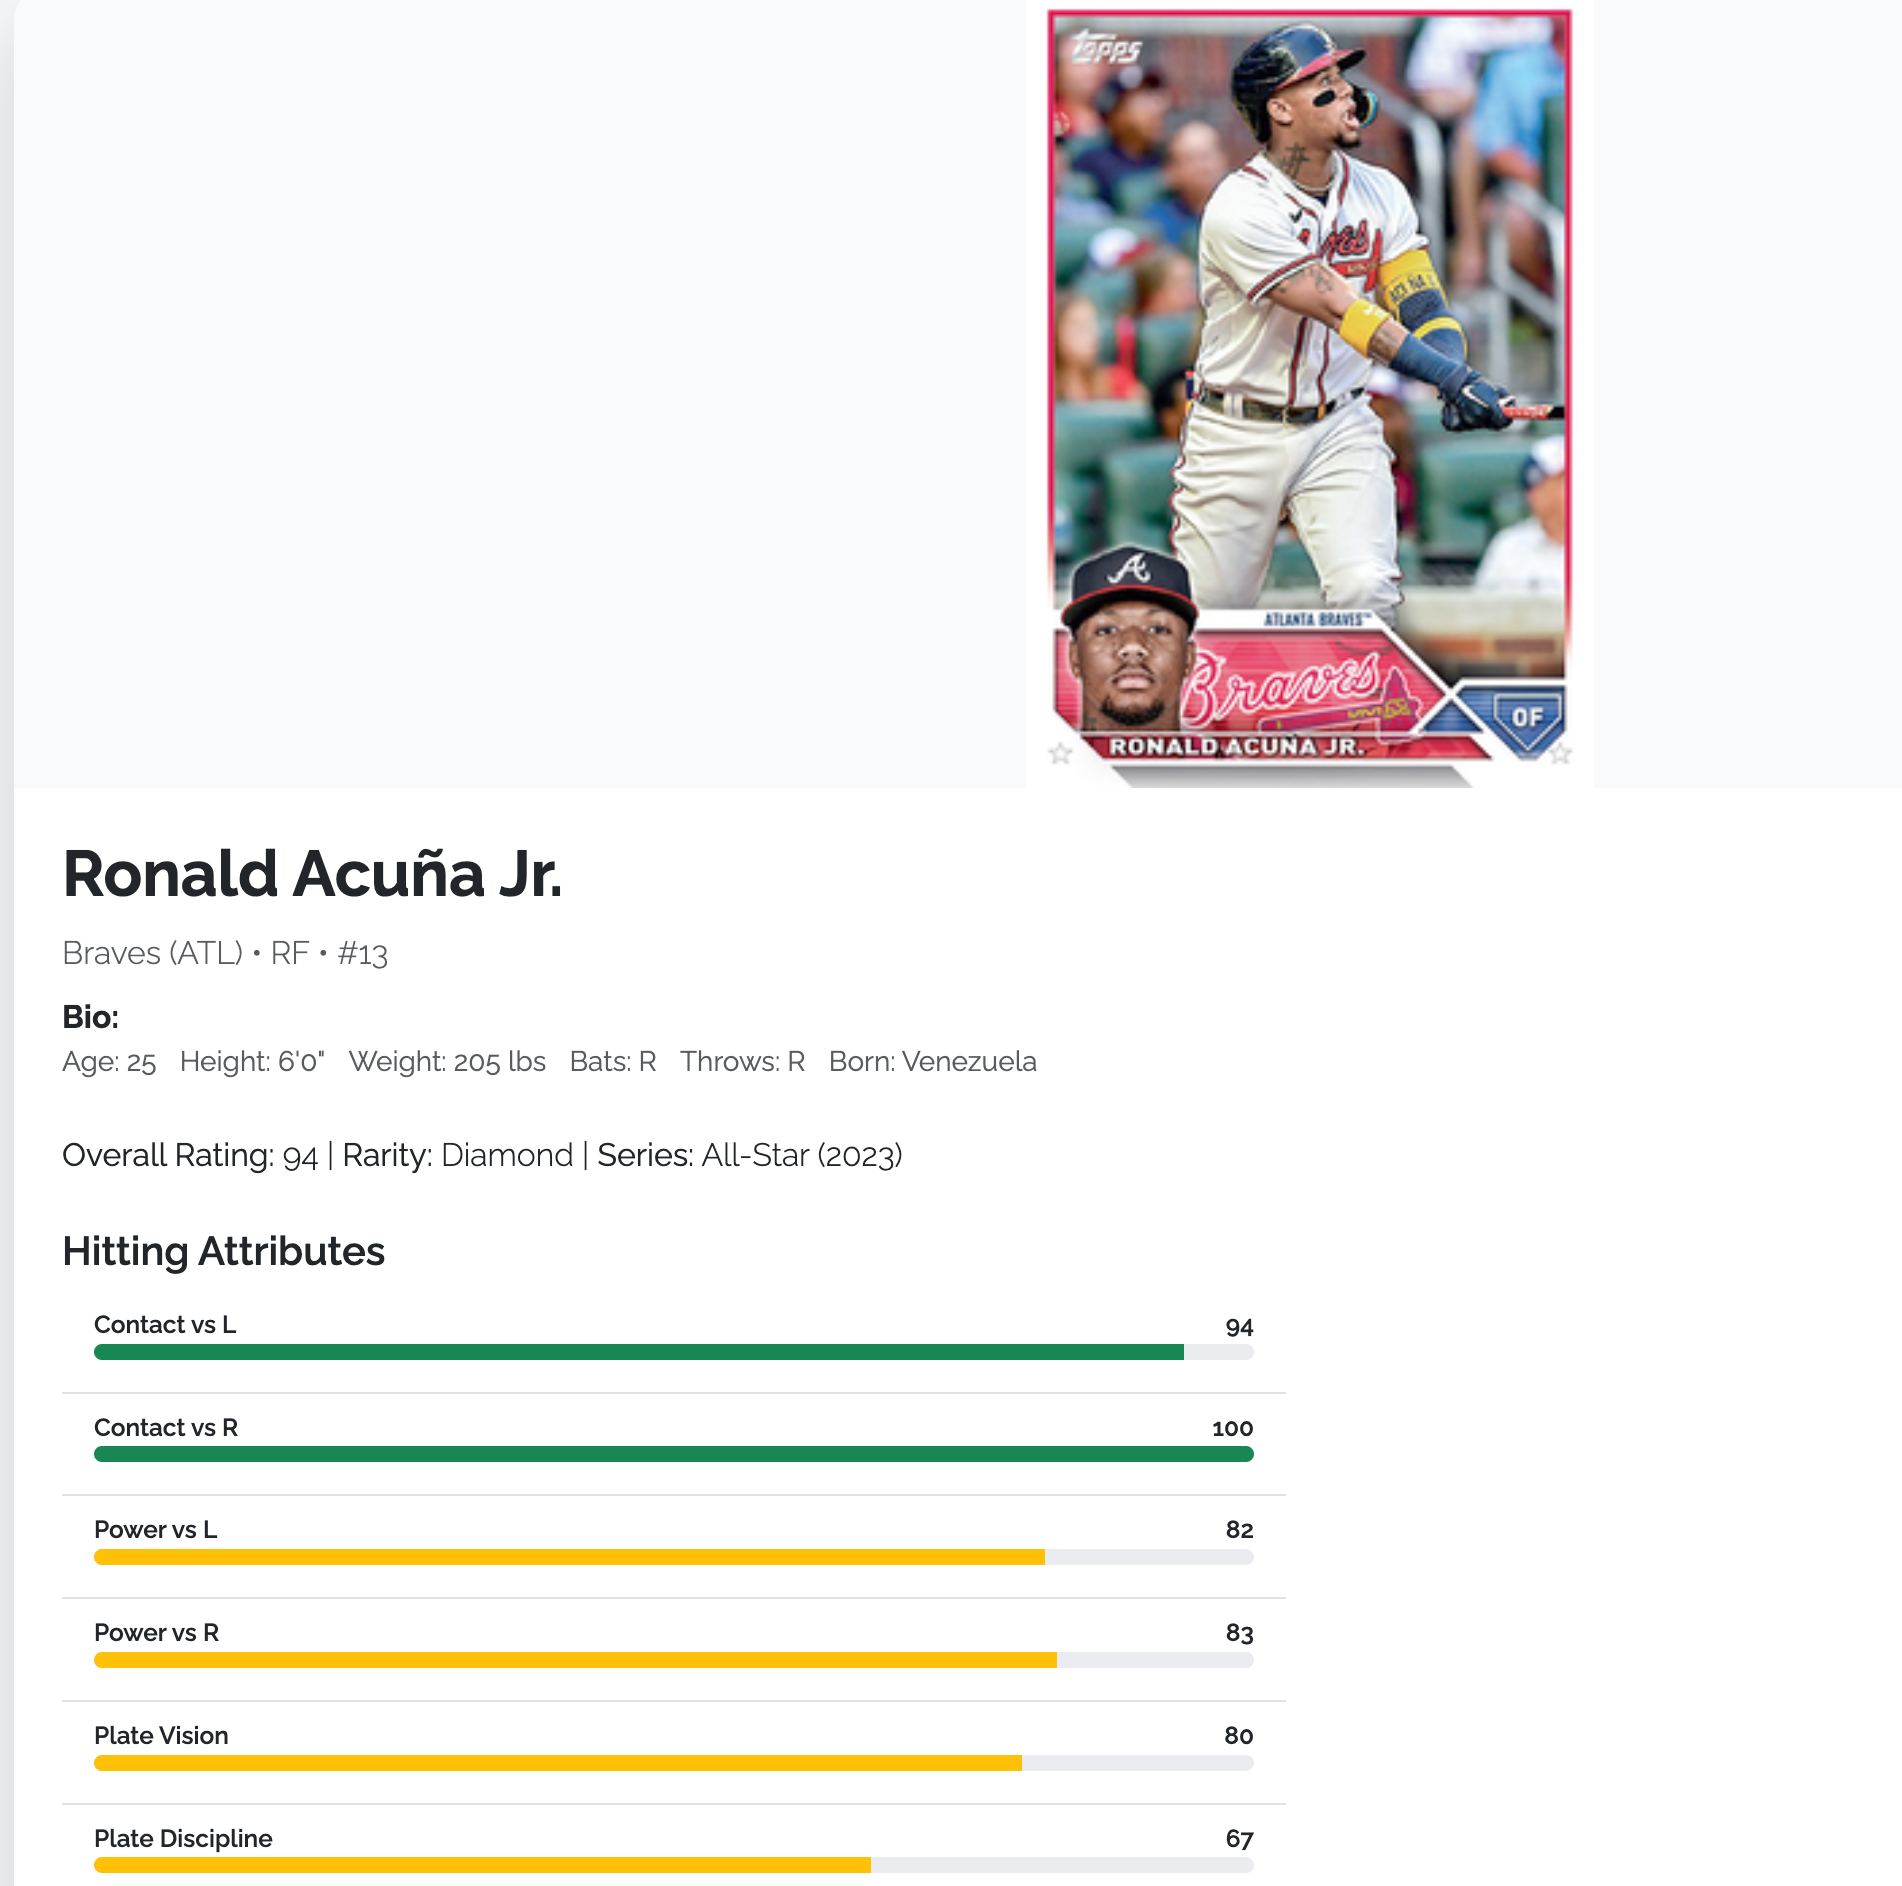 Topps
ACUÑA J
ATLANTA BRAVES™
Braves
OF
RONALD ACUÑA JR.
Ronald Acuña Jr.
Braves (ATL) • RF • #13
Bio:
Age: 25 Height: 6'0" Weight: 205 lbs Bats: R Throws: R Born: Venezuela
Overall Rating: 94 | Rarity: Diamond | Series: All-Star (2023)
Hitting Attributes
Contact vs L 94
Contact vs R 100
Power vs L 82
Power vs R 83
Plate Vision 80
Plate Discipline 67